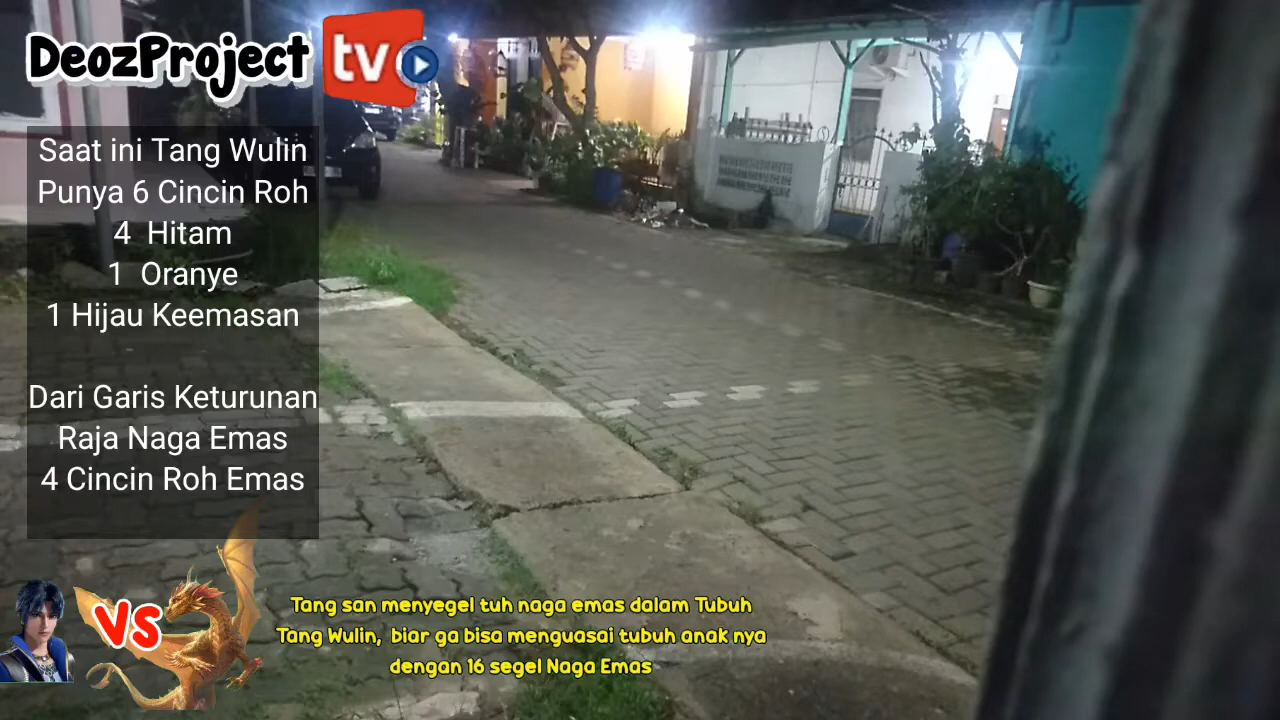 DeozProject tv
Saat ini Tang Wulin
Punya 6 Cincin Roh
4 Hitam
1 Oranye
1 Hijau Keemasan
Dari Garis Keturunan
Raja Naga Emas
4 Cincin Roh Emas
VS
Tang san menyegel tuh naga emas dalam Tubuh
Tang Wulin, biar ga bisa menguasai tubuh anak nya
dengan 16 segel Naga Emas